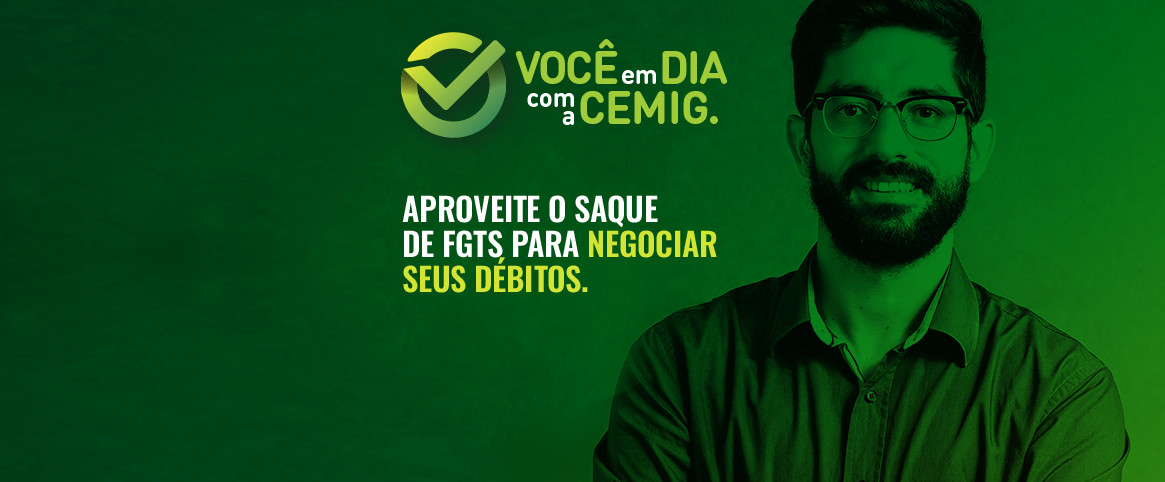 VOCÊ em DIA
com a CEMIG.
APROVEITE O SAQUE
DE FGTS PARA NEGOCIAR
SEUS DÉBITOS.